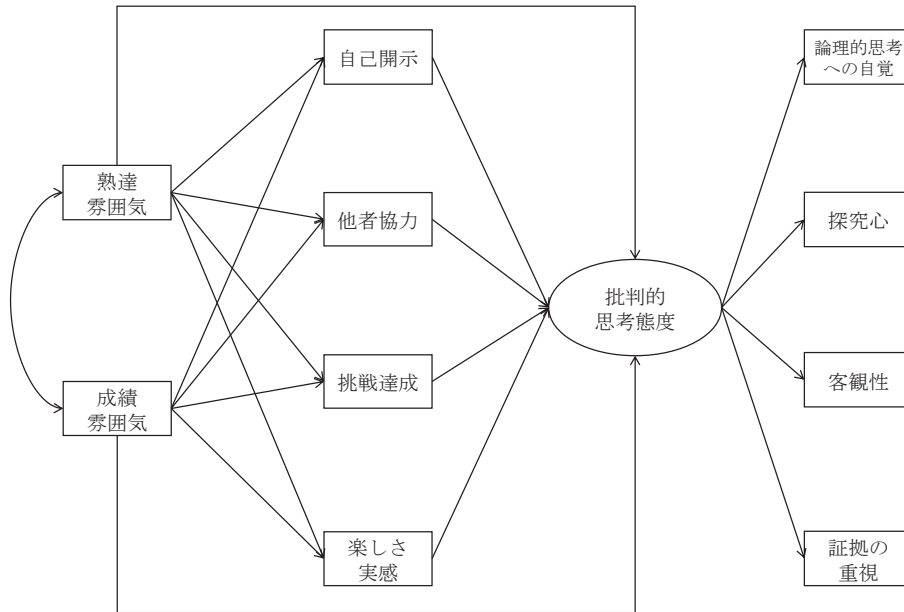 自己開示
論理的思考
への自覚
熟達
雰囲気
他者協力
探究心
批判的
思考態度
成績
雰囲気
挑戦達成
客観性
楽しさ
実感
証拠の
重視